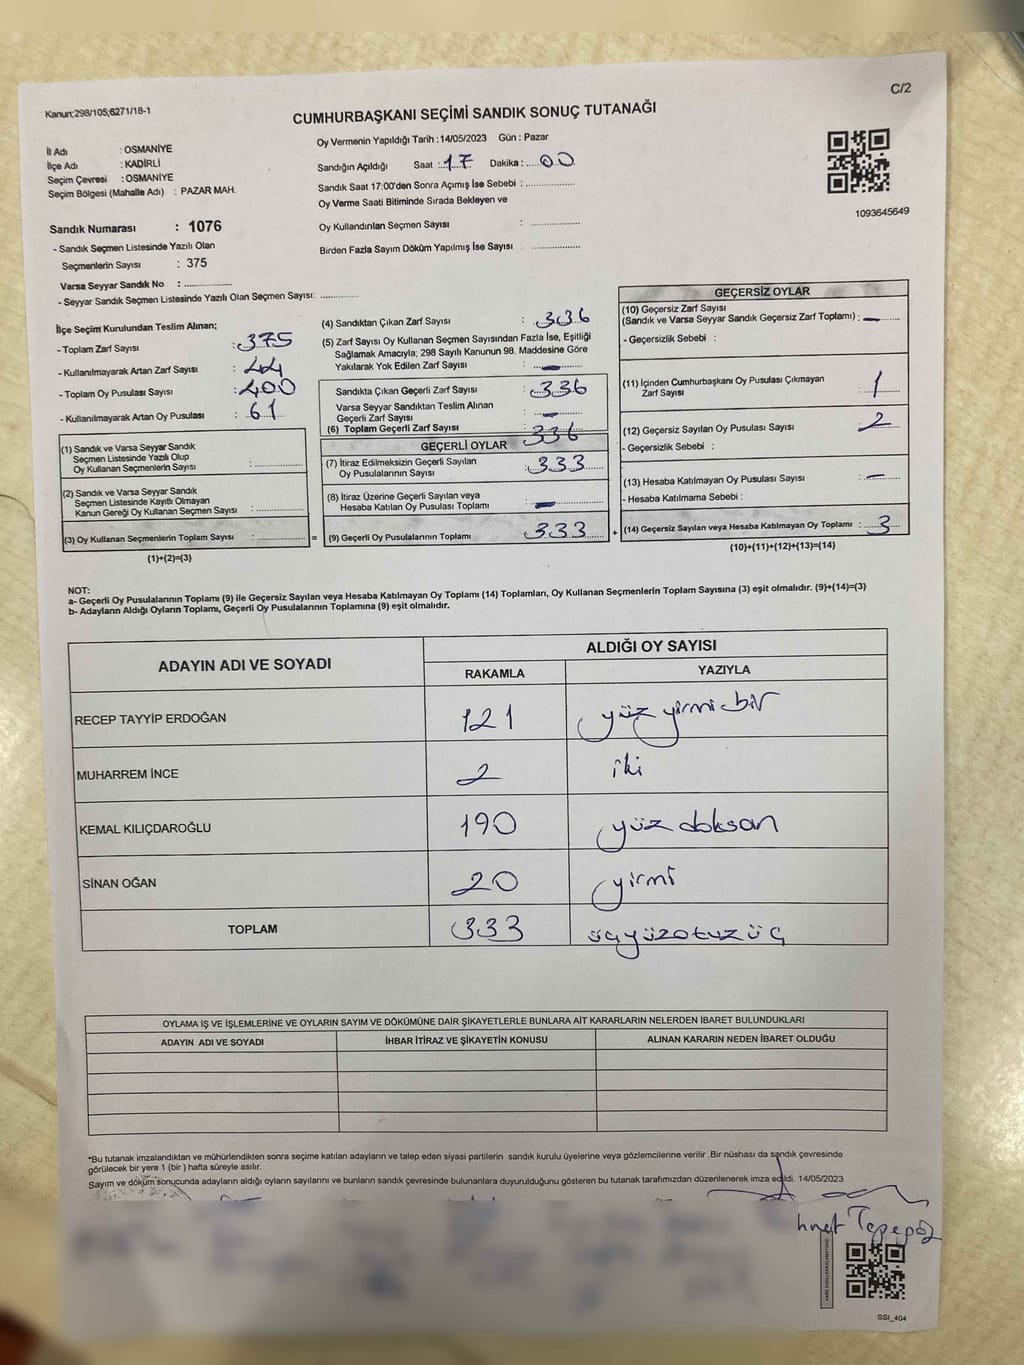 C/2
Kanun;298/105;6271/18-1
CUMHURBAŞKANI SEÇİMİ SANDIK SONUÇ TUTANAĞI
İl Adı : OSMANİYE
İlçe Adı : KADİRLİ
Seçim Çevresi : OSMANİYE
Seçim Bölgesi (Mahalle Adı) : PAZAR MAH.
Oy Vermenin Yapıldığı Tarih : 14/05/2023 Gün : Pazar
Sandığın Açıldığı Saat : 17 Dakika : 00
Sandık Saat 17:00'den Sonra Açımış İse Sebebi :
Oy Verme Saati Bitiminde Sırada Bekleyen ve
Oy Kullandırılan Seçmen Sayısı :
Birden Fazla Sayım Döküm Yapılmış İse Sayısı :
1093645649
Sandık Numarası : 1076
- Sandık Seçmen Listesinde Yazılı Olan
Seçmenlerin Sayısı : 375
Varsa Seyyar Sandık No :
- Seyyar Sandık Seçmen Listesinde Yazılı Olan Seçmen Sayısı:
İlçe Seçim Kurulundan Teslim Alınan;
- Toplam Zarf Sayısı : 375
- Kullanılmayarak Artan Zarf Sayısı : 44
- Toplam Oy Pusulası Sayısı : 400
- Kullanılmayarak Artan Oy Pusulası : 61
(1) Sandık ve Varsa Seyyar Sandık
Seçmen Listesinde Yazılı Olup
Oy Kullanan Seçmenlerin Sayısı :
(2) Sandık ve Varsa Seyyar Sandık
Seçmen Listesinde Kayıtlı Olmayan
Kanun Gereği Oy Kullanan Seçmen Sayısı :
(3) Oy Kullanan Seçmenlerin Toplam Sayısı :
(1)+(2)=(3)
(4) Sandıktan Çıkan Zarf Sayısı : 336
(5) Zarf Sayısı Oy Kullanan Seçmen Sayısından Fazla İse, Eşitliği
Sağlamak Amacıyla; 298 Sayılı Kanunun 98. Maddesine Göre
Yakılarak Yok Edilen Zarf Sayısı : -
Sandıkta Çıkan Geçerli Zarf Sayısı : 336
Varsa Seyyar Sandıktan Teslim Alınan
Geçerli Zarf Sayısı : -
(6) Toplam Geçerli Zarf Sayısı : 336
GEÇERLİ OYLAR
(7) İtiraz Edilmeksizin Geçerli Sayılan
Oy Pusulalarının Sayısı : 333
(8) İtiraz Üzerine Geçerli Sayılan veya
Hesaba Katılan Oy Pusulası Toplamı : -
= (9) Geçerli Oy Pusulalarının Toplamı : 333 +
GEÇERSİZ OYLAR
(10) Geçersiz Zarf Sayısı
(Sandık ve Varsa Seyyar Sandık Geçersiz Zarf Toplamı) : -
- Geçersizlik Sebebi :
(11) İçinden Cumhurbaşkanı Oy Pusulası Çıkmayan
Zarf Sayısı : 1
(12) Geçersiz Sayılan Oy Pusulası Sayısı : 2
- Geçersizlik Sebebi :
(13) Hesaba Katılmayan Oy Pusulası Sayısı : -
- Hesaba Katılmama Sebebi :
(14) Geçersiz Sayılan veya Hesaba Katılmayan Oy Toplamı : 3
(10)+(11)+(12)+(13)=(14)
NOT:
a- Geçerli Oy Pusulalarının Toplamı (9) ile Geçersiz Sayılan veya Hesaba Katılmayan Oy Toplamı (14) Toplamları, Oy Kullanan Seçmenlerin Toplam Sayısına (3) eşit olmalıdır. (9)+(14)=(3)
b- Adayların Aldığı Oyların Toplamı, Geçerli Oy Pusulalarının Toplamına (9) eşit olmalıdır.
ADAYIN ADI VE SOYADI ALDIĞI OY SAYISI
RAKAMLA YAZIYLA
RECEP TAYYİP ERDOĞAN 121 yüz yirmi bir
MUHARREM İNCE 2 iki
KEMAL KILIÇDAROĞLU 190 yüz doksan
SİNAN OĞAN 20 yirmi
TOPLAM 333 üçyüzotuzüç
OYLAMA İŞ VE İŞLEMLERİNE VE OYLARIN SAYIM VE DÖKÜMÜNE DAİR ŞİKAYETLERLE BUNLARA AİT KARARLARIN NELERDEN İBARET BULUNDUKLARI
ADAYIN ADI VE SOYADI İHBAR İTİRAZ VE ŞİKAYETİN KONUSU ALINAN KARARIN NEDEN İBARET OLDUĞU
*Bu tutanak imzalandıktan ve mühürlendikten sonra seçime katılan adayların ve talep eden siyasi partilerin sandık kurulu üyelerine veya gözlemcilerine verilir .Bir nüshası da sandık çevresinde
görülecek bir yere 1 (bir ) hafta süreyle asılır.
Sayım ve döküm sonucunda adayların aldığı oyların sayılarını ve bunların sandık çevresinde bulunanlara duyurulduğunu gösteren bu tutanak tarafımızdan düzenlenerek imza edildi. 14/05/2023
SSI_404